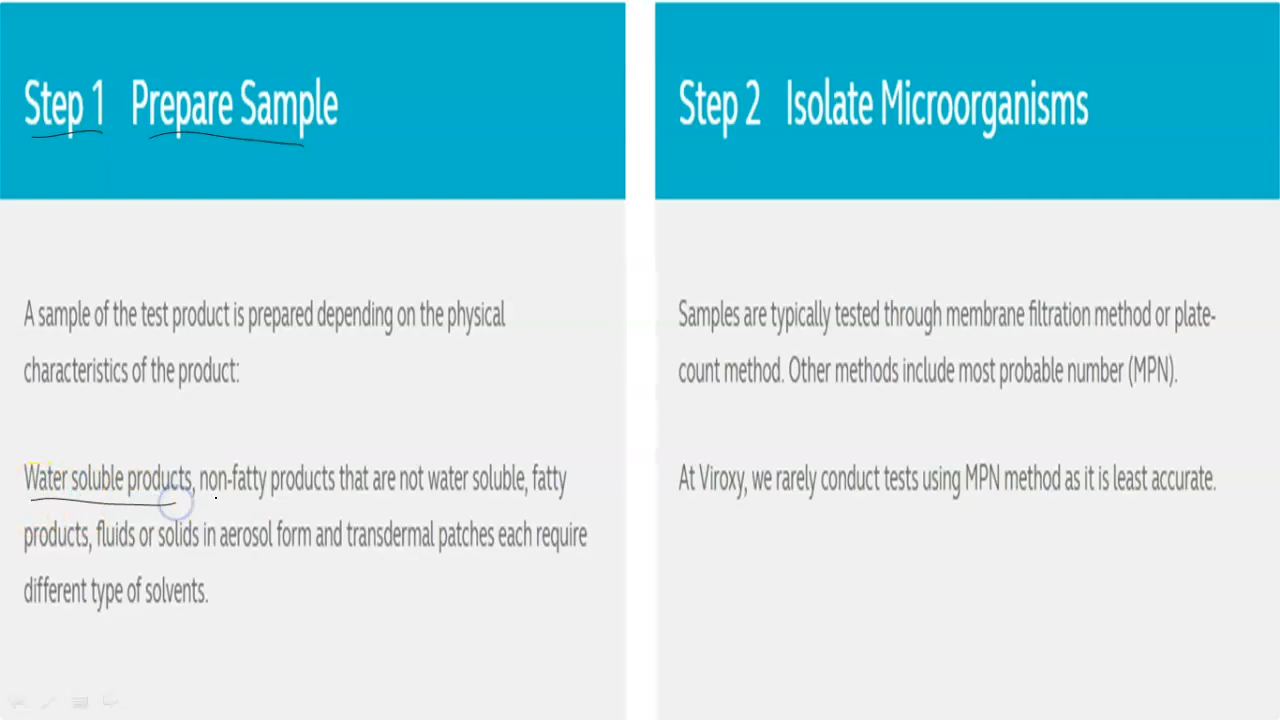 Step 1 Prepare Sample
A sample of the test product is prepared depending on the physical
characteristics of the product:
Water soluble products, non-fatty products that are not water soluble, fatty
products, fluids or solids in aerosol form and transdermal patches each require
different type of solvents.
Step 2 Isolate Microorganisms
Samples are typically tested through membrane filtration method or plate-
count method. Other methods include most probable number (MPN).
At Viroxy, we rarely conduct tests using MPN method as it is least accurate.